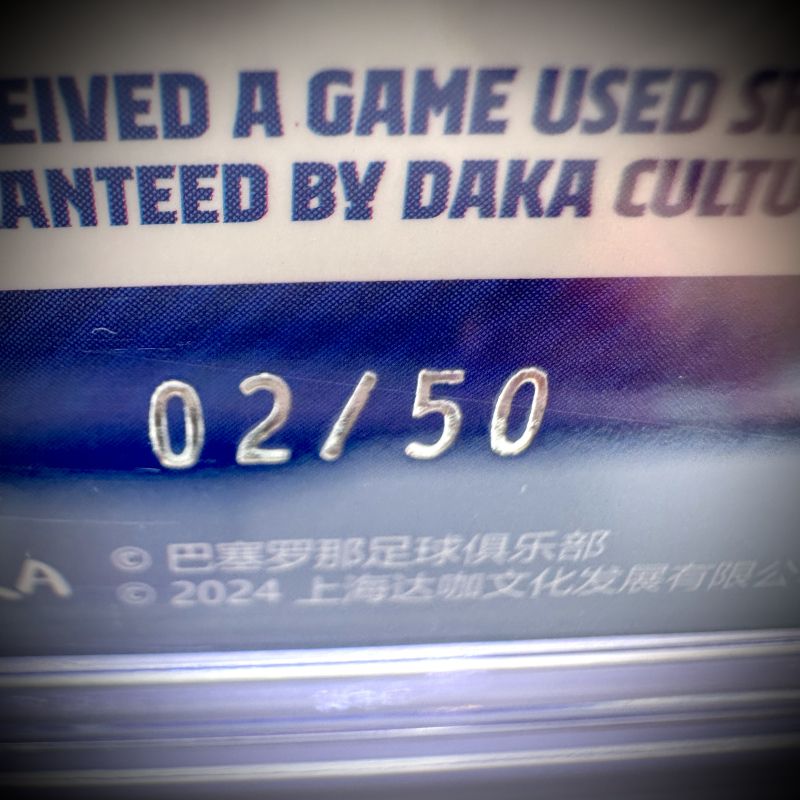 EIVED A GAME USED SH
ANTEED BY DAKA CULTU
02/50
KA
© 巴塞罗那足球俱乐部
© 2024 上海达咖文化发展有限公